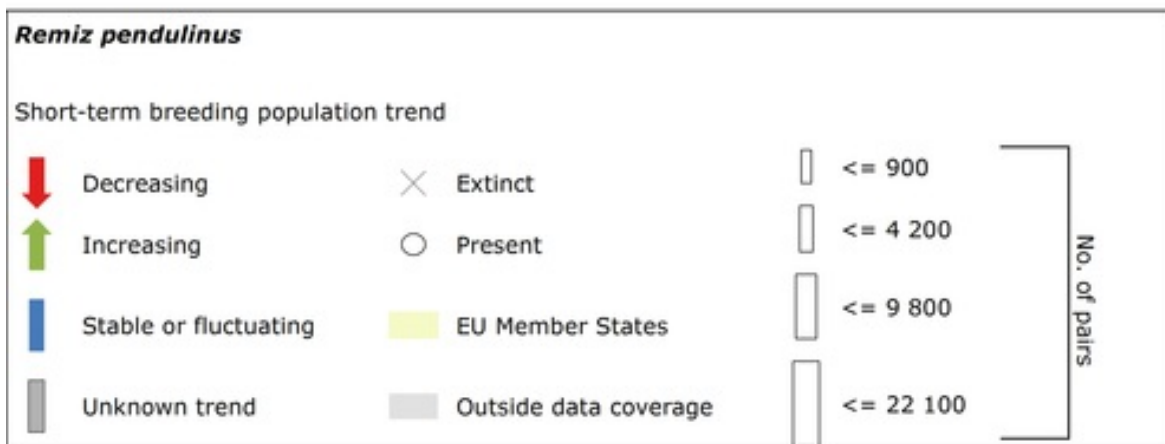 Remiz pendulinus
Short-term breeding population trend
Decreasing
Increasing
Stable or fluctuating
Unknown trend
Extinct
Present
EU Member States
Outside data coverage
<= 900
<= 4 200
<= 9 800
<= 22 100
No. of pairs